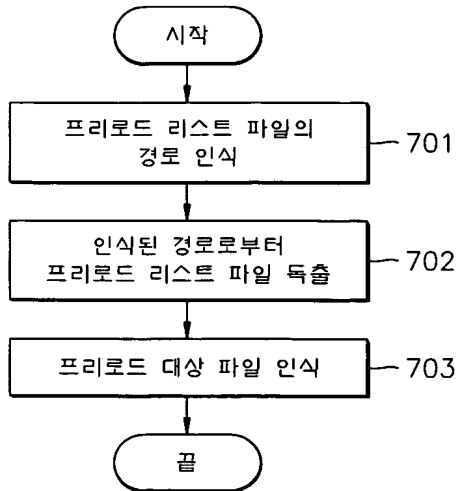 시작
프리로드 리스트 파일의
경로 인식
701
인식된 경로로부터
프리로드 리스트 파일 독출
702
프리로드 대상 파일 인식
703
끝